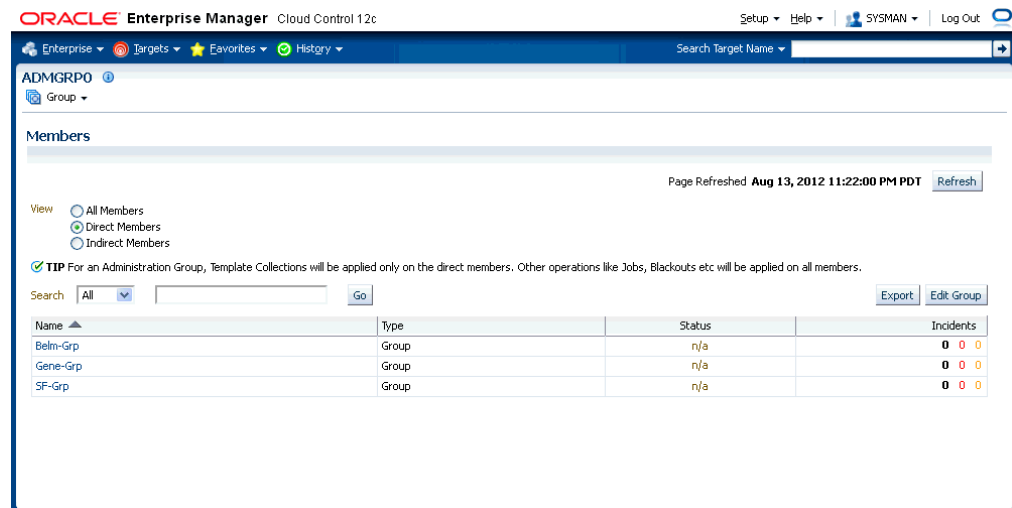 ORACLE Enterprise Manager Cloud Control 12c
Setup Help SYSMAN Log Out
Enterprise Targets Favorites History Search Target Name
ADMGRP0
Group
Members
Page Refreshed Aug 13, 2012 11:22:00 PM PDT Refresh
View All Members
Direct Members
Indirect Members
TIP For an Administration Group, Template Collections will be applied only on the direct members. Other operations like Jobs, Blackouts etc will be applied on all members.
Search All Go Export Edit Group
Name Type Status Incidents
Belm-Grp Group n/a 0 0 0
Gene-Grp Group n/a 0 0 0
SF-Grp Group n/a 0 0 0